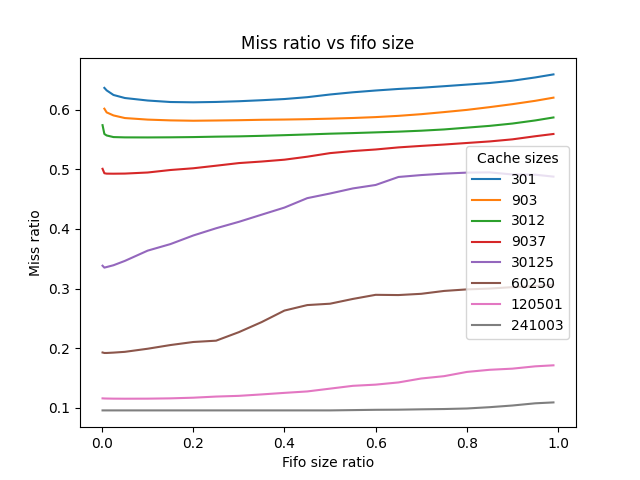 Miss ratio vs fifo size
Miss ratio
0.6
0.5
0.4
0.3
0.2
0.1
Cache sizes
301
903
3012
9037
30125
60250
120501
241003
0.0 0.2 0.4 0.6 0.8 1.0
Fifo size ratio